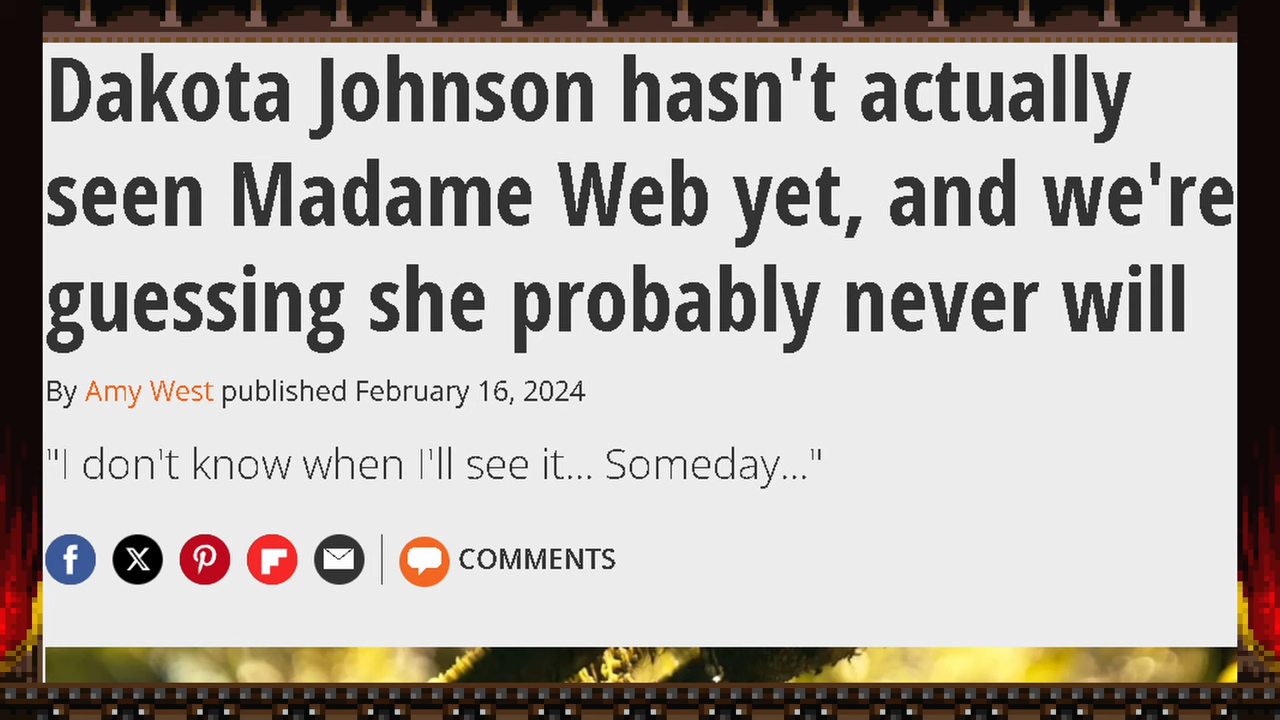 Dakota Johnson hasn't actually
seen Madame Web yet, and we're
guessing she probably never will
By Amy West published February 16, 2024
"I don't know when I'll see it... Someday..."
COMMENTS